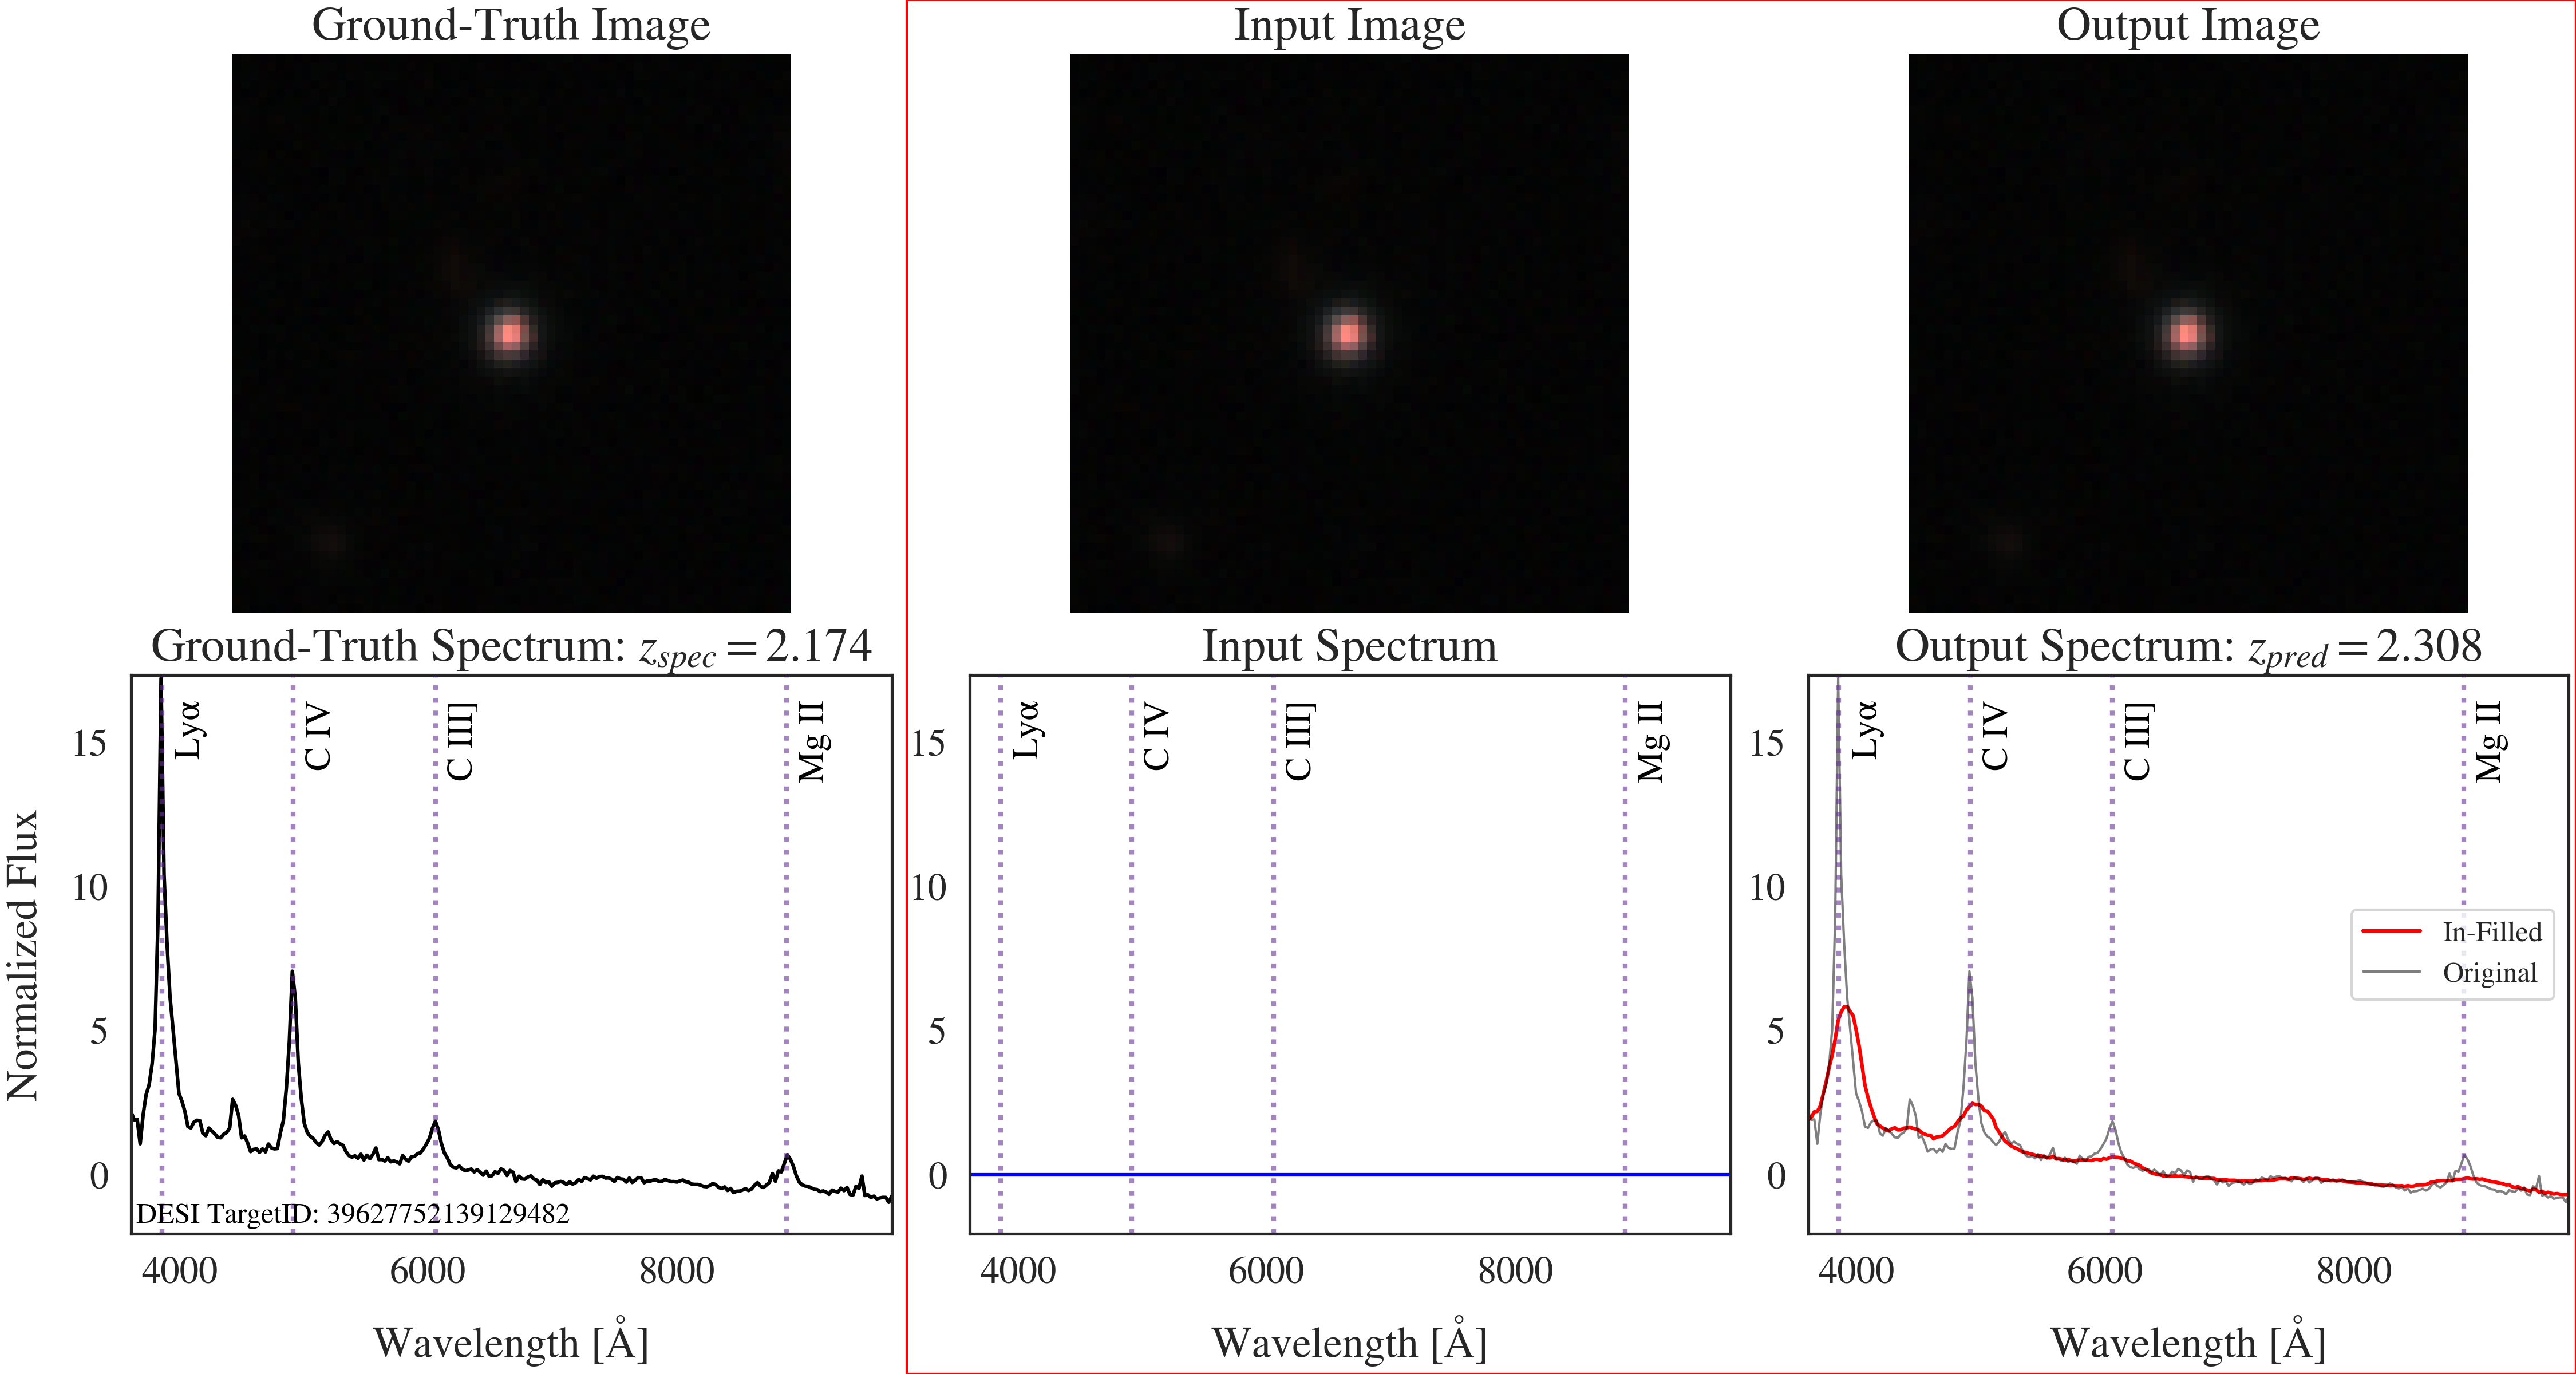 Ground-Truth Image
Input Image
Output Image
Ground-Truth Spectrum: z_spec = 2.174
Input Spectrum
Output Spectrum: z_pred = 2.308
Normalized Flux
15
10
5
0
Lyα
C IV
C III]
Mg II
DESI TargetID: 39627752139129482
4000
6000
8000
Wavelength [Å]
15
10
5
0
Lyα
C IV
C III]
Mg II
4000
6000
8000
Wavelength [Å]
15
10
5
0
Lyα
C IV
C III]
Mg II
In-Filled
Original
4000
6000
8000
Wavelength [Å]